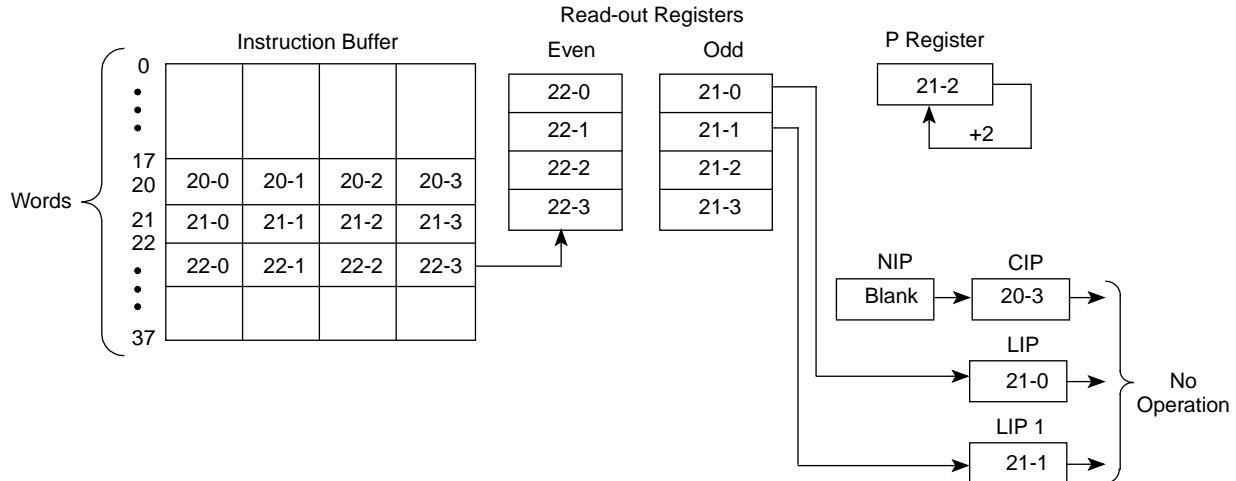 Read-out Registers
Instruction Buffer
Even
Odd
P Register
Words
0
17
20
21
22
37
20-0 20-1 20-2 20-3
21-0 21-1 21-2 21-3
22-0 22-1 22-2 22-3
22-0
22-1
22-2
22-3
21-0
21-1
21-2
21-3
21-2
+2
NIP
CIP
Blank
20-3
LIP
21-0
LIP 1
21-1
No
Operation